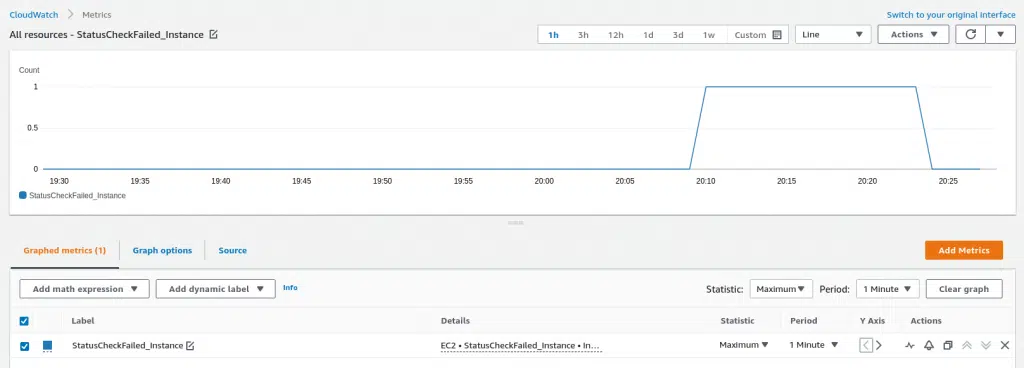 CloudWatch Metrics Switch to your original interface
All resources - StatusCheckFailed_Instance 1h 3h 12h 1d 3d 1w Custom Line Actions
Count
1
0.5
0
19:30 19:35 19:40 19:45 19:50 19:55 20:00 20:05 20:10 20:15 20:20 20:25
StatusCheckFailed_Instance
Graphed metrics (1) Graph options Source Add Metrics
Add math expression Add dynamic label Info Statistic: Maximum Period: 1 Minute Clear graph
Label Details Statistic Period Y Axis Actions
StatusCheckFailed_Instance EC2 • StatusCheckFailed_Instance • In... Maximum 1 Minute